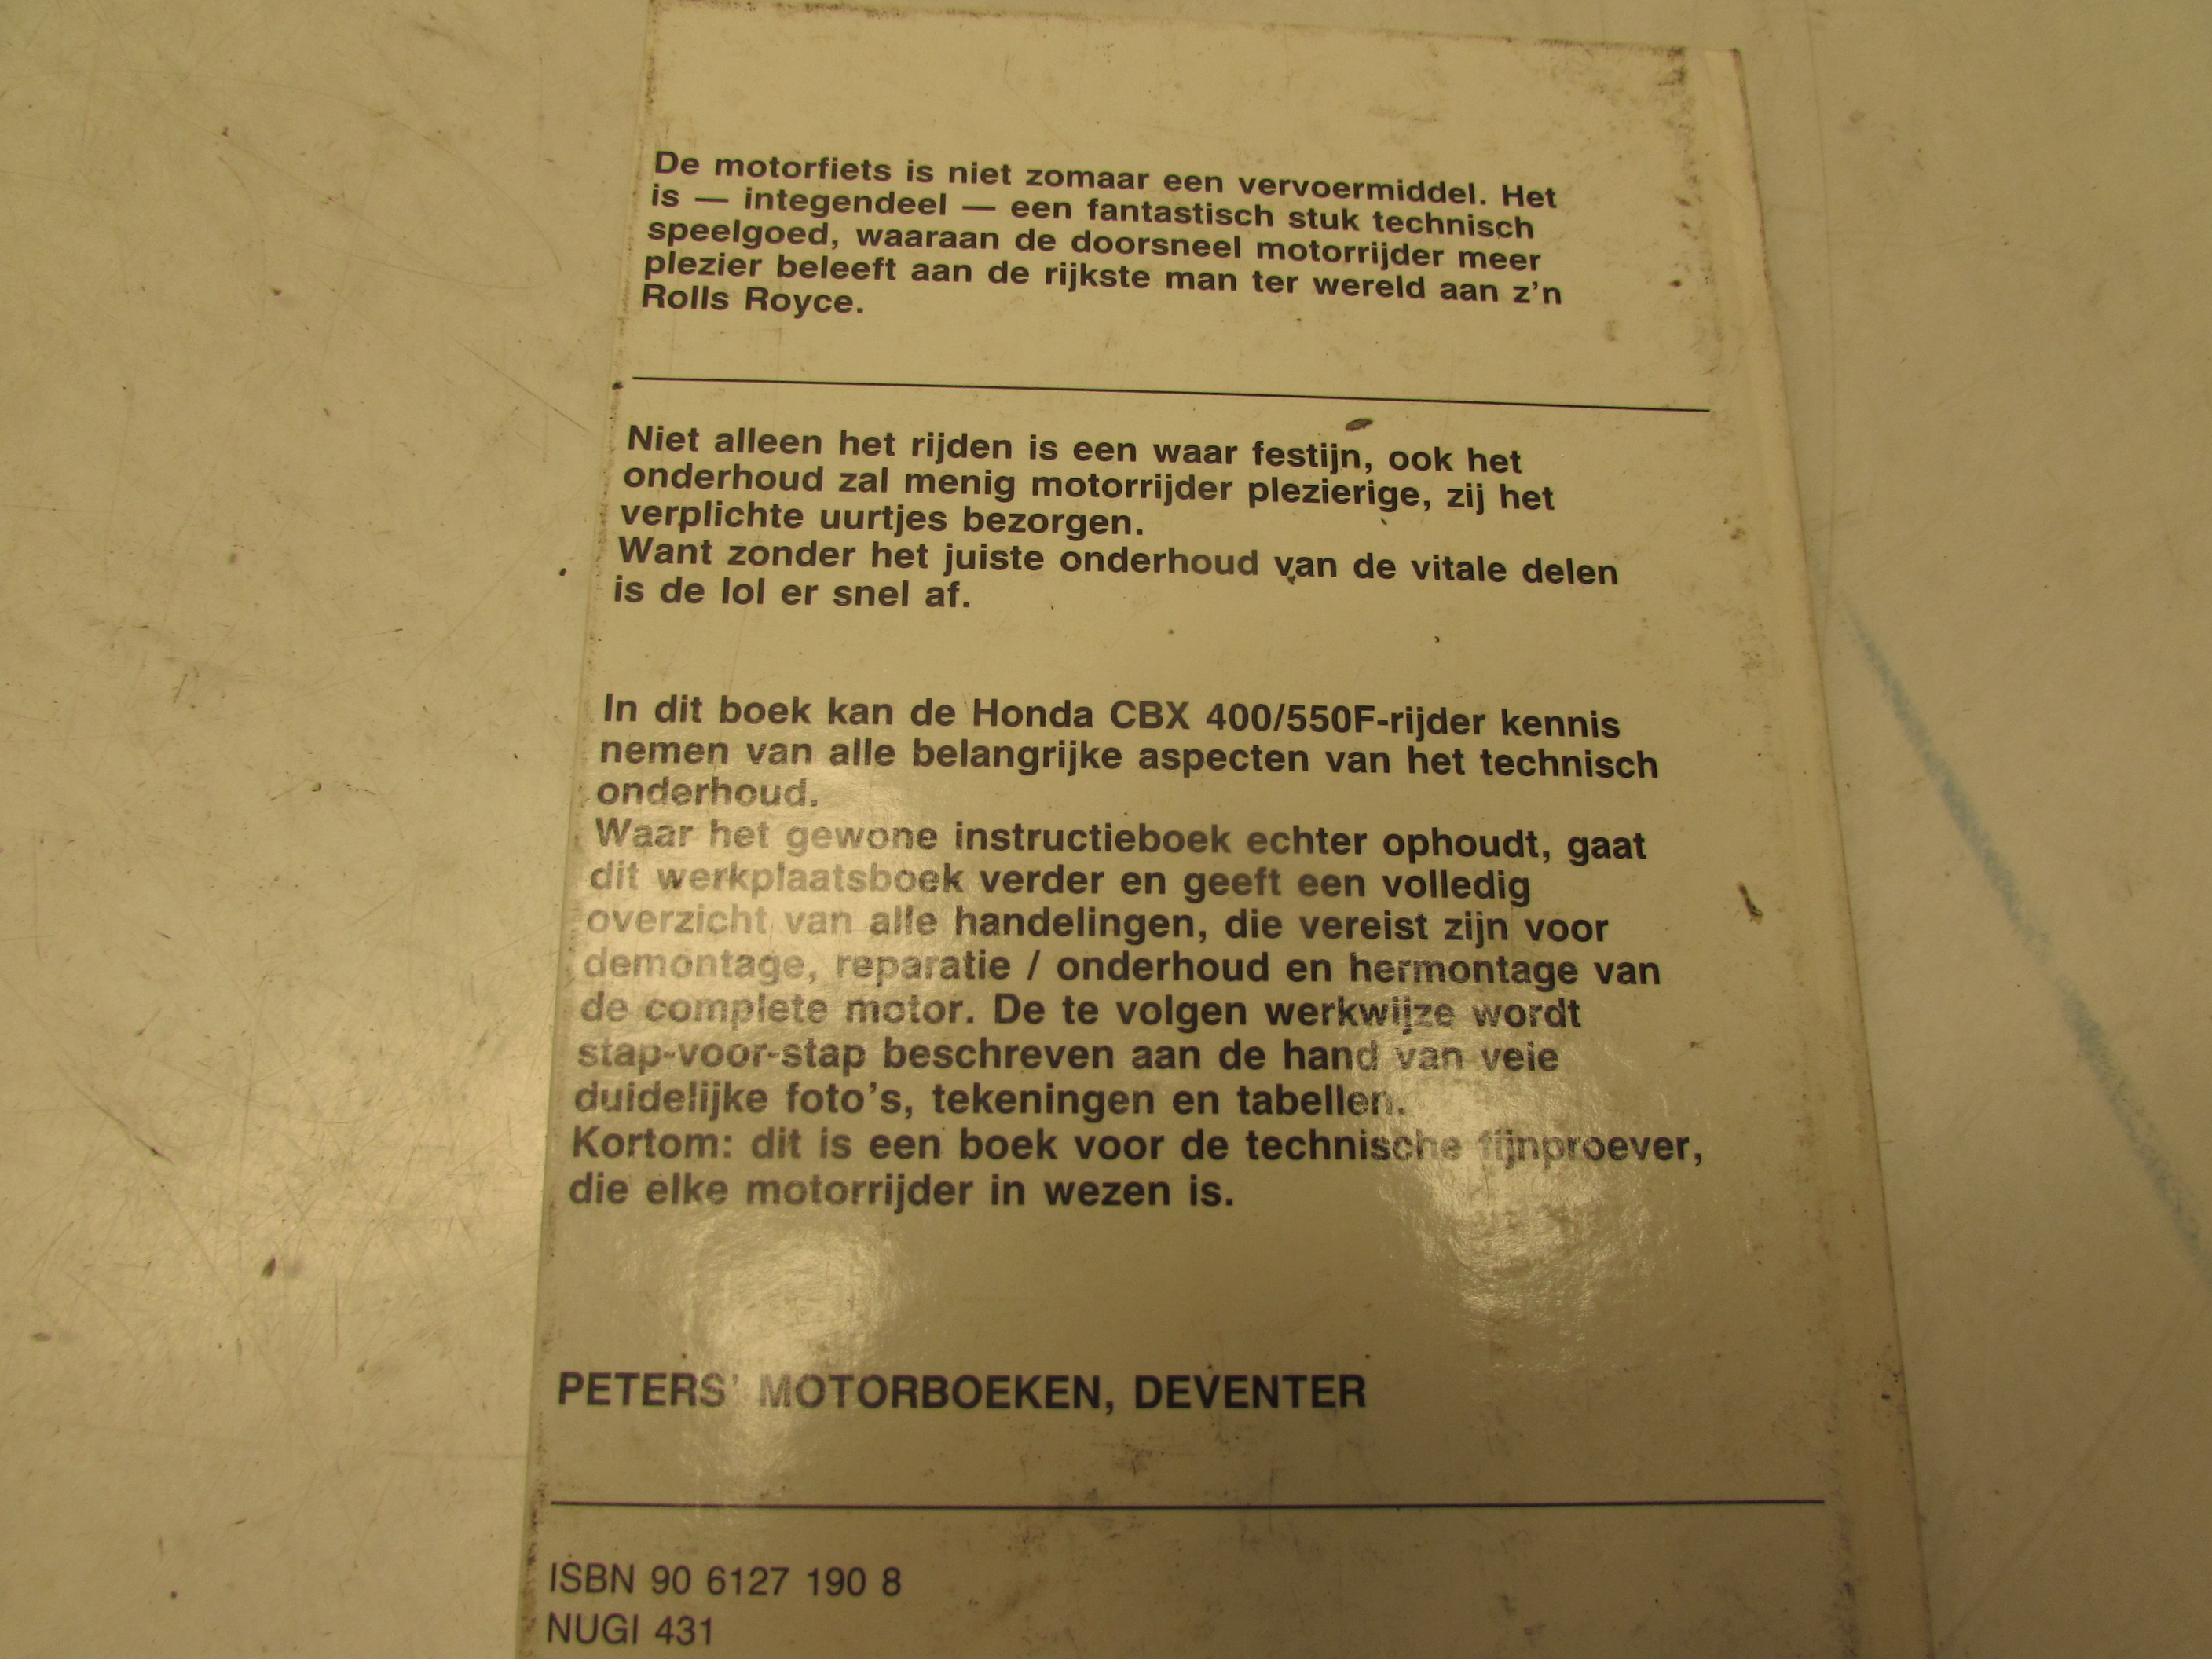 De motorfiets is niet zomaar een vervoermiddel. Het
is — integendeel — een fantastisch stuk technisch
speelgoed, waaraan de doorsneel motorrijder meer
plezier beleeft aan de rijkste man ter wereld aan z'n
Rolls Royce.
Niet alleen het rijden is een waar festijn, ook het
onderhoud zal menig motorrijder plezierige, zij het
verplichte uurtjes bezorgen.
Want zonder het juiste onderhoud van de vitale delen
is de lol er snel af.
In dit boek kan de Honda CBX 400/550F-rijder kennis
nemen van alle belangrijke aspecten van het technisch
onderhoud.
Waar het gewone instructieboek echter ophoudt, gaat
dit werkplaatsboek verder en geeft een volledig
overzicht van alle handelingen, die vereist zijn voor
demontage, reparatie / onderhoud en hermontage van
de complete motor. De te volgen werkwijze wordt
stap-voor-stap beschreven aan de hand van vele
duidelijke foto's, tekeningen en tabellen.
Kortom: dit is een boek voor de technische fijnproever,
die elke motorrijder in wezen is.
PETERS' MOTORBOEKEN, DEVENTER
ISBN 90 6127 190 8
NUGI 431